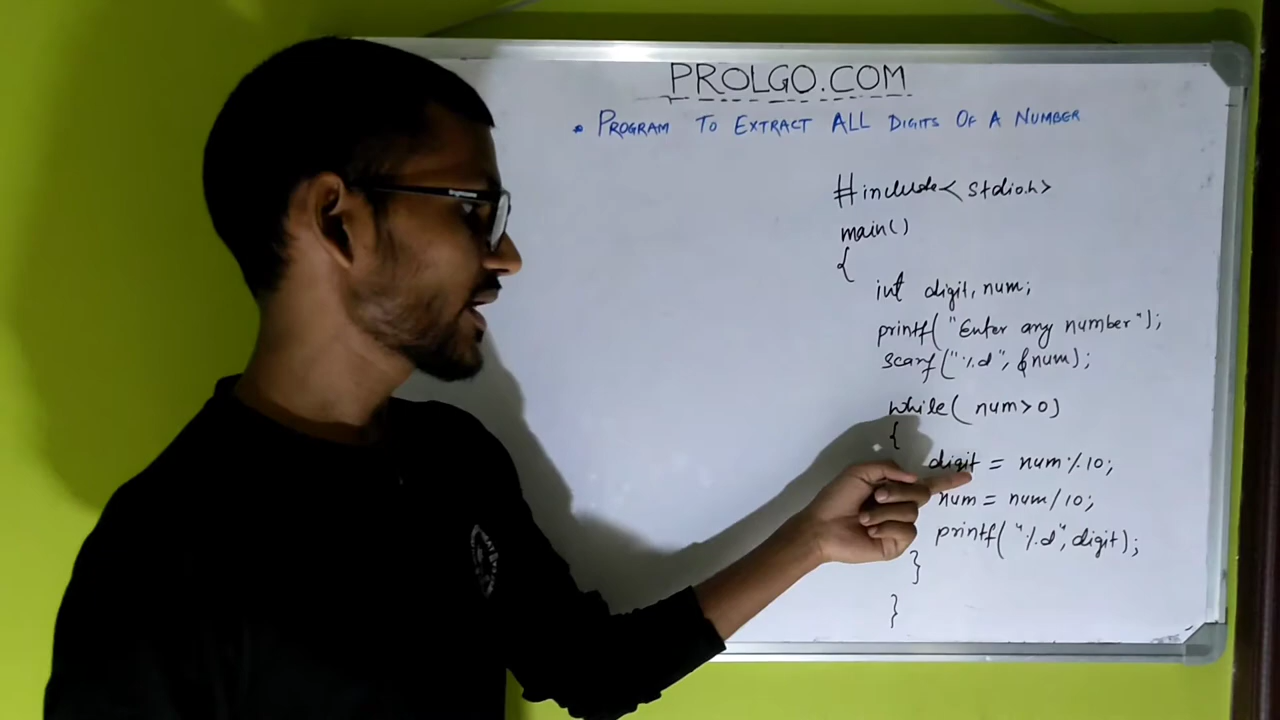 PROLGO.COM
• PROGRAM TO EXTRACT ALL DIGITS OF A NUMBER
#include<stdio.h>
main()
{
int digit, num;
printf("Enter any number");
scanf("%d", &num);
while( num>0)
{
digit = num%10;
num = num/10;
printf("%d", digit);
}
}